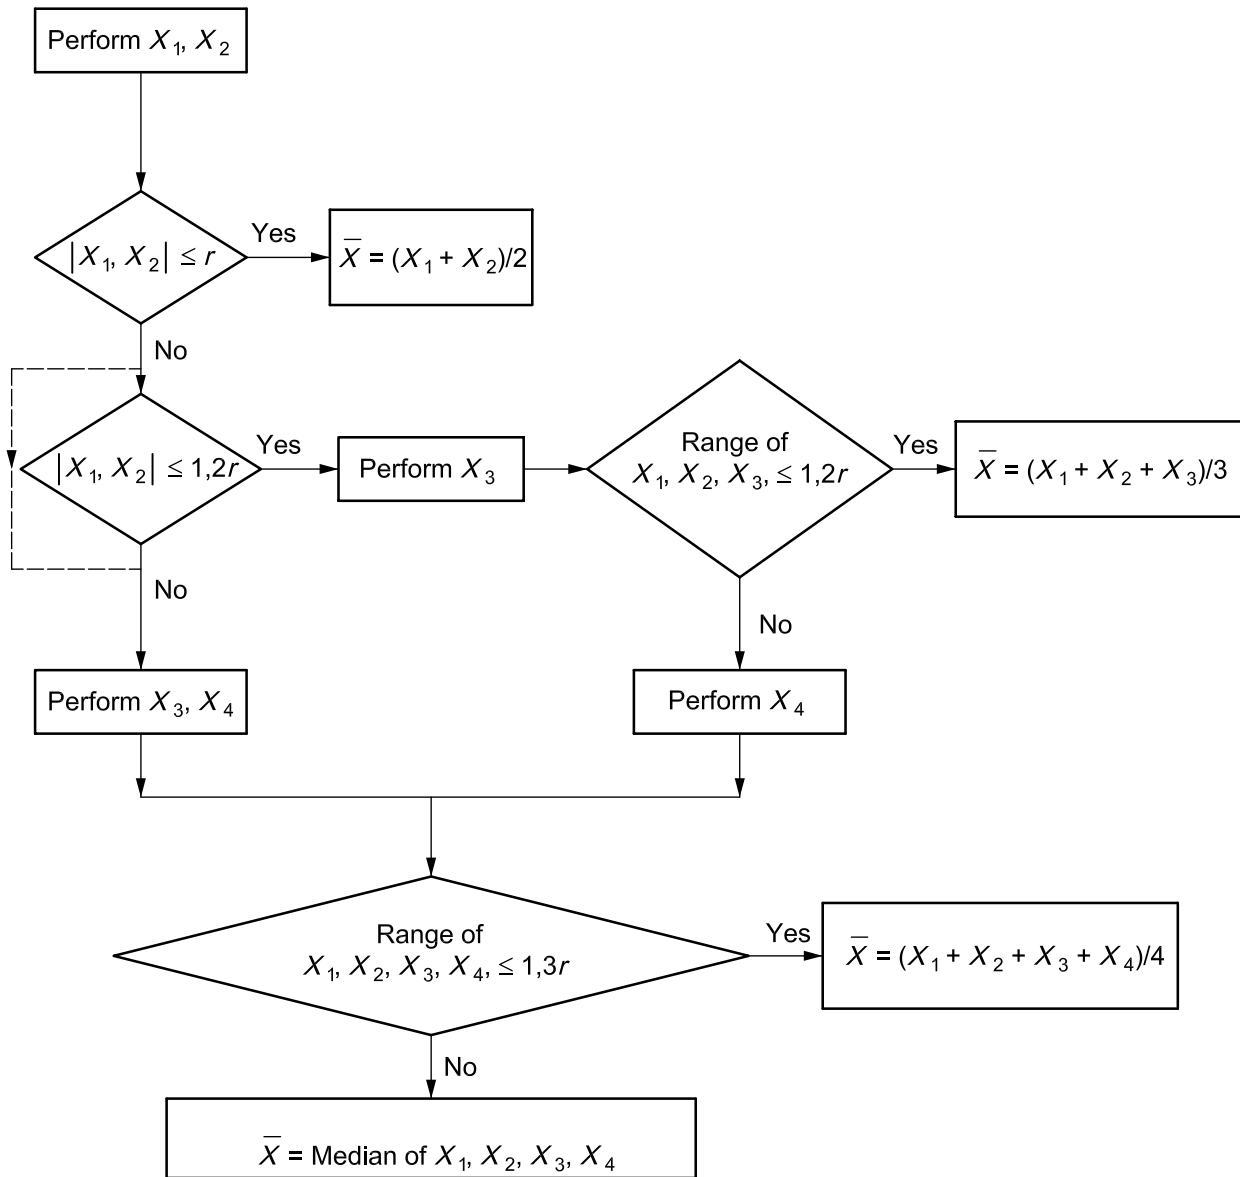 Perform X₁, X₂
|X₁, X₂| ≤ r
Yes
X̅ = (X₁ + X₂)/2
No
|X₁, X₂| ≤ 1,2r
Yes
Perform X₃
Range of
X₁, X₂, X₃, ≤ 1,2r
Yes
X̅ = (X₁ + X₂ + X₃)/3
No
No
Perform X₃, X₄
Perform X₄
Range of
X₁, X₂, X₃, X₄, ≤ 1,3r
Yes
X̅ = (X₁ + X₂ + X₃ + X₄)/4
No
X̅ = Median of X₁, X₂, X₃, X₄